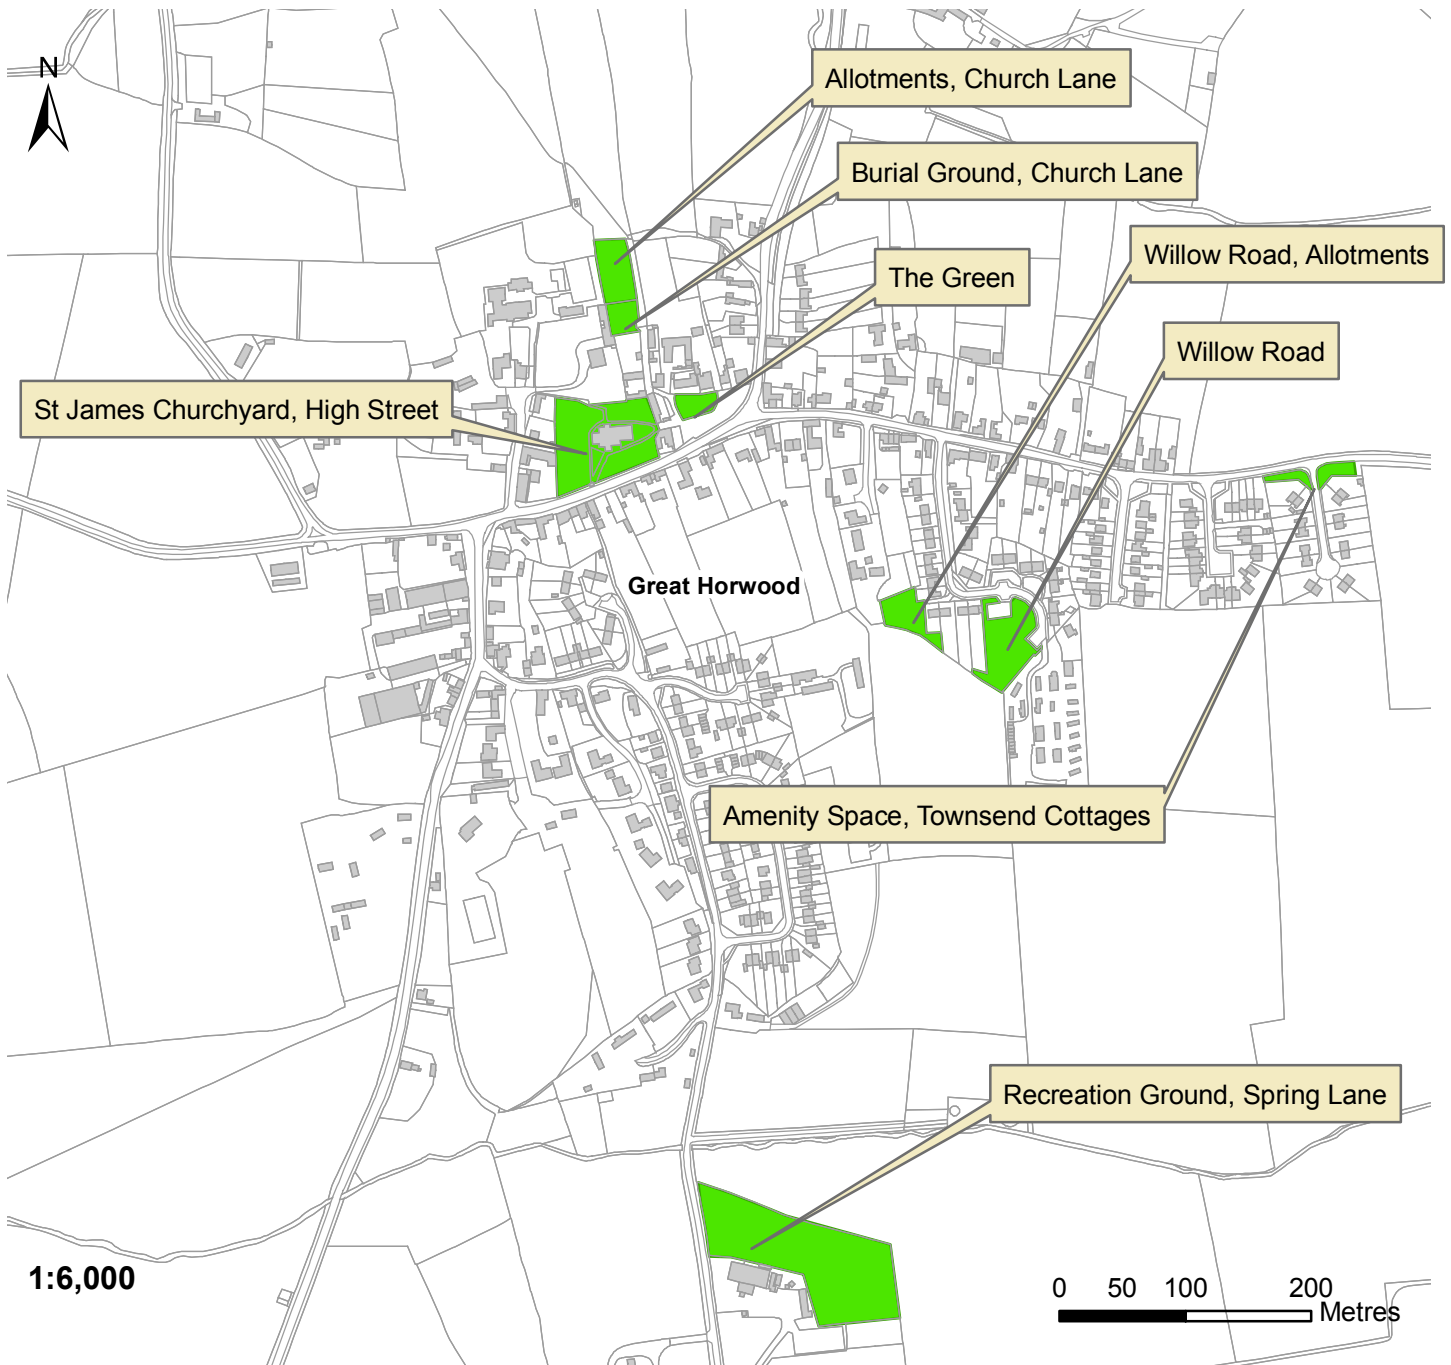 N
Allotments, Church Lane
Burial Ground, Church Lane
Willow Road, Allotments
The Green
Willow Road
St James Churchyard, High Street
Great Horwood
Amenity Space, Townsend Cottages
Recreation Ground, Spring Lane
1:6,000
0 50 100 200
Metres